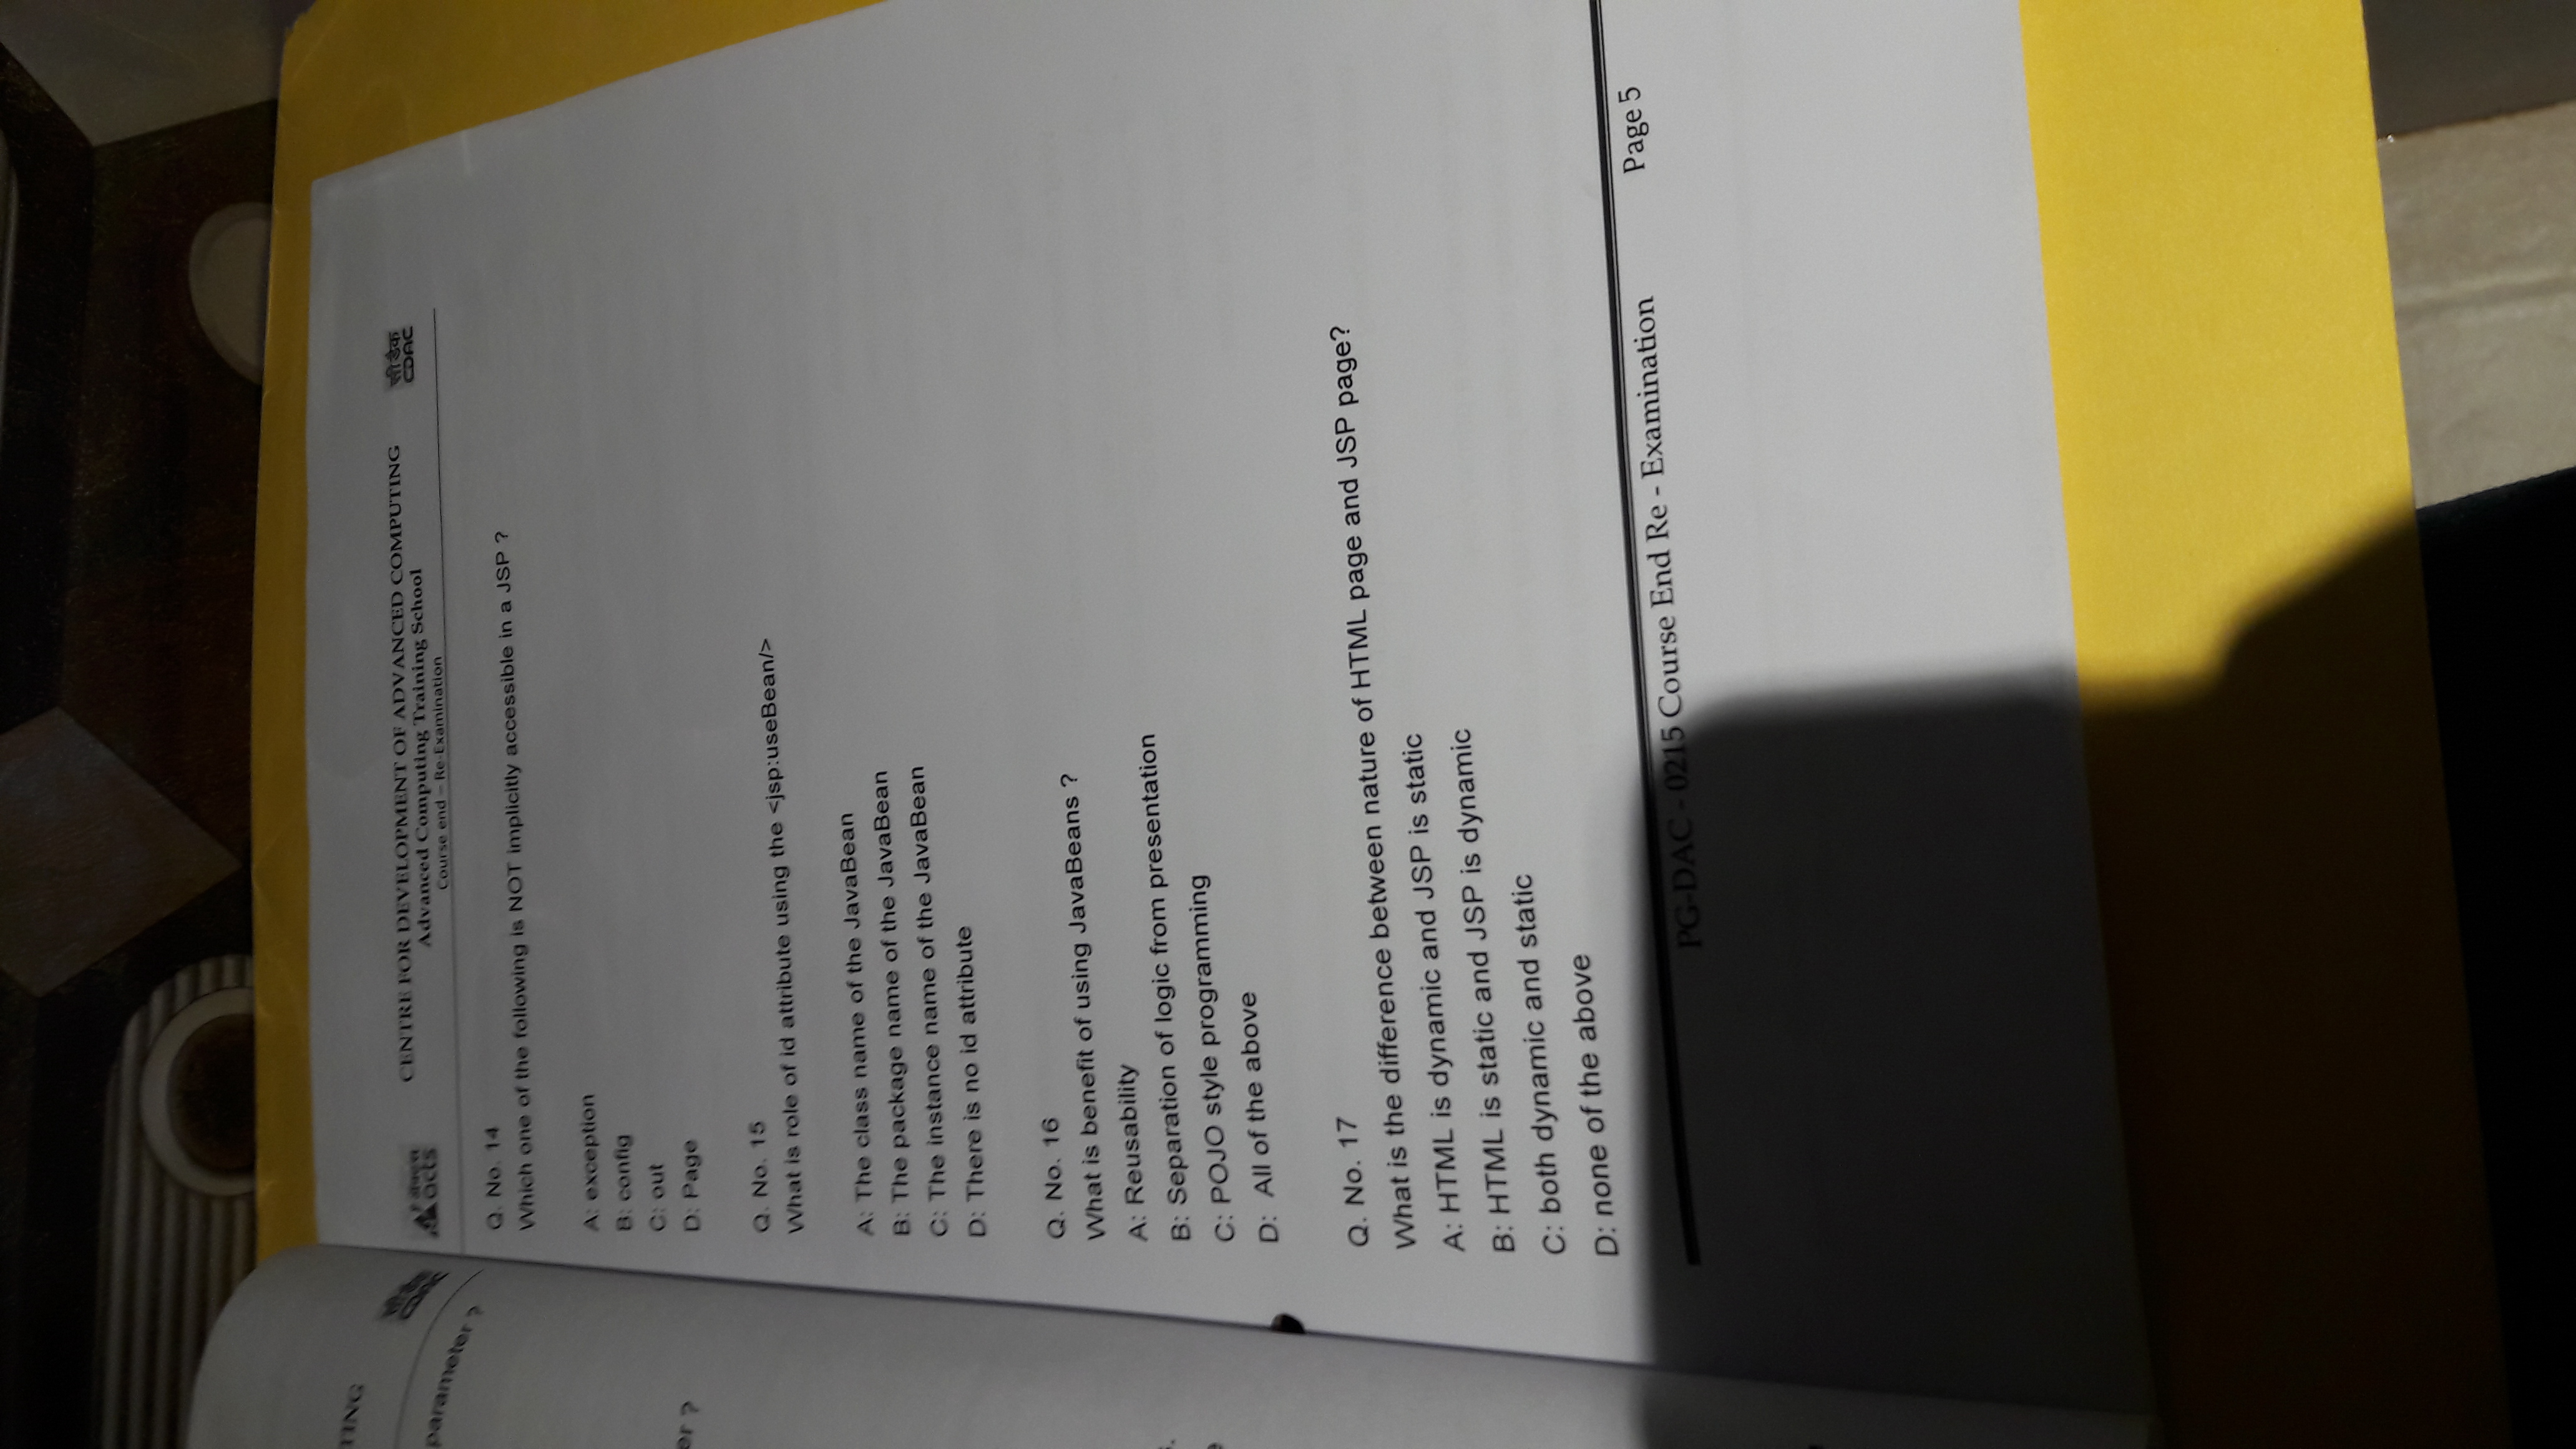 TING
parameter ?
er ?
एक्ट्स
acts
CENTRE FOR DEVELOPMENT OF ADVANCED COMPUTING
Advanced Computing Training School
Course end – Re-Examination
सी डैक
CDAC
Q. No. 14
Which one of the following is NOT implicitly accessible in a JSP ?
A: exception
B: config
C: out
D: Page
Q. No. 15
What is role of id attribute using the <jsp:useBean/>
A: The class name of the JavaBean
B: The package name of the JavaBean
C: The instance name of the JavaBean
D: There is no id attribute
Q. No. 16
What is benefit of using JavaBeans ?
A: Reusability
B: Separation of logic from presentation
C: POJO style programming
D: All of the above
Q. No. 17
What is the difference between nature of HTML page and JSP page?
A: HTML is dynamic and JSP is static
B: HTML is static and JSP is dynamic
C: both dynamic and static
D: none of the above
PG-DAC - 0215 Course End Re - Examination Page 5